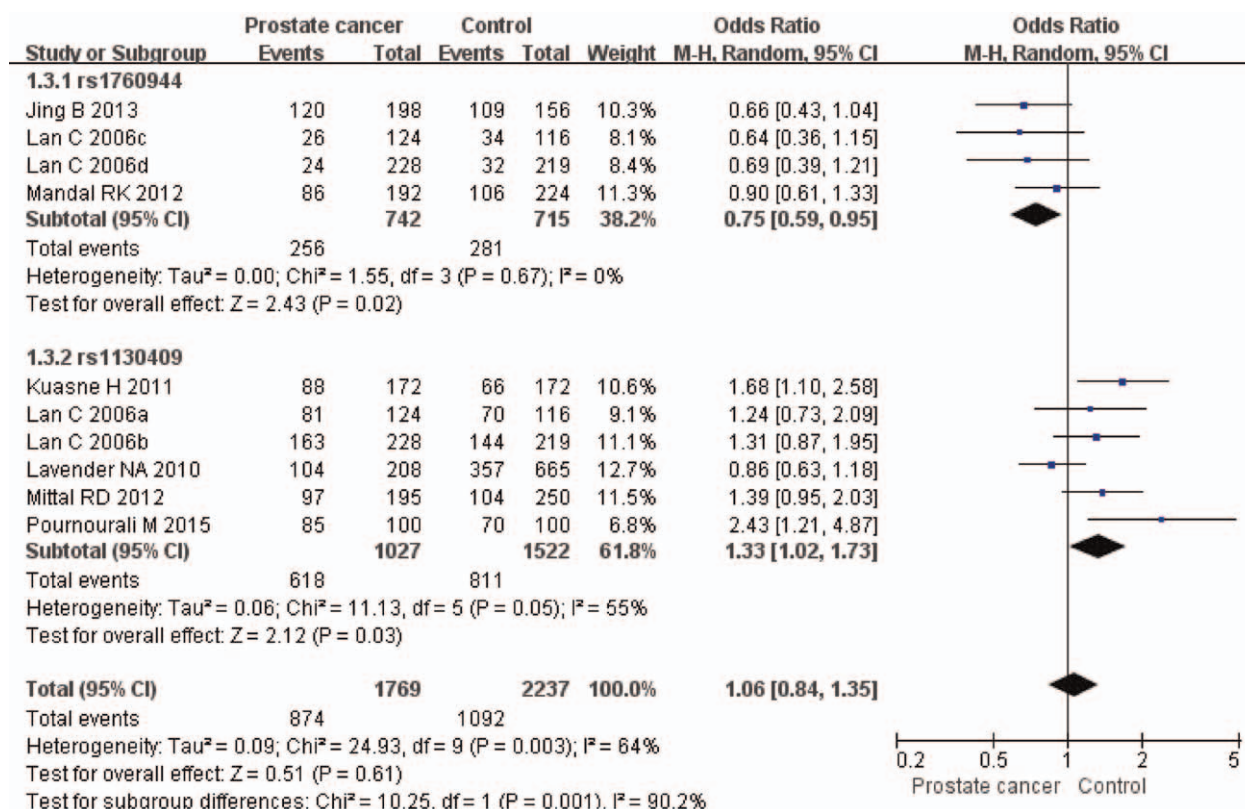 Prostate cancer Control Odds Ratio Odds Ratio
Study or Subgroup Events Total Events Total Weight M-H, Random, 95% CI M-H, Random, 95% CI
1.3.1 rs1760944
Jing B 2013 120 198 109 156 10.3% 0.66 [0.43, 1.04]
Lan C 2006c 26 124 34 116 8.1% 0.64 [0.36, 1.15]
Lan C 2006d 24 228 32 219 8.4% 0.69 [0.39, 1.21]
Mandal RK 2012 86 192 106 224 11.3% 0.90 [0.61, 1.33]
Subtotal (95% CI) 742 715 38.2% 0.75 [0.59, 0.95]
Total events 256 281
Heterogeneity: Tau² = 0.00; Chi² = 1.55, df = 3 (P = 0.67); I² = 0%
Test for overall effect: Z = 2.43 (P = 0.02)
1.3.2 rs1130409
Kuasne H 2011 88 172 66 172 10.6% 1.68 [1.10, 2.58]
Lan C 2006a 81 124 70 116 9.1% 1.24 [0.73, 2.09]
Lan C 2006b 163 228 144 219 11.1% 1.31 [0.87, 1.95]
Lavender NA 2010 104 208 357 665 12.7% 0.86 [0.63, 1.18]
Mittal RD 2012 97 195 104 250 11.5% 1.39 [0.95, 2.03]
Pournourali M 2015 85 100 70 100 6.8% 2.43 [1.21, 4.87]
Subtotal (95% CI) 1027 1522 61.8% 1.33 [1.02, 1.73]
Total events 618 811
Heterogeneity: Tau² = 0.06; Chi² = 11.13, df = 5 (P = 0.05); I² = 55%
Test for overall effect: Z = 2.12 (P = 0.03)
Total (95% CI) 1769 2237 100.0% 1.06 [0.84, 1.35]
Total events 874 1092
Heterogeneity: Tau² = 0.09; Chi² = 24.93, df = 9 (P = 0.003); I² = 64%
Test for overall effect: Z = 0.51 (P = 0.61)
Test for subgroup differences: Chi² = 10.25, df = 1 (P = 0.001), I² = 90.2%
0.2 0.5 1 2 5
Prostate cancer Control